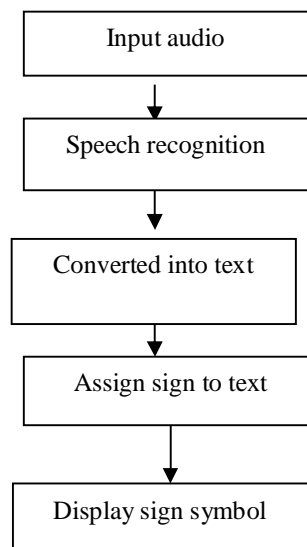 Input audio
Speech recognition
Converted into text
Assign sign to text
Display sign symbol